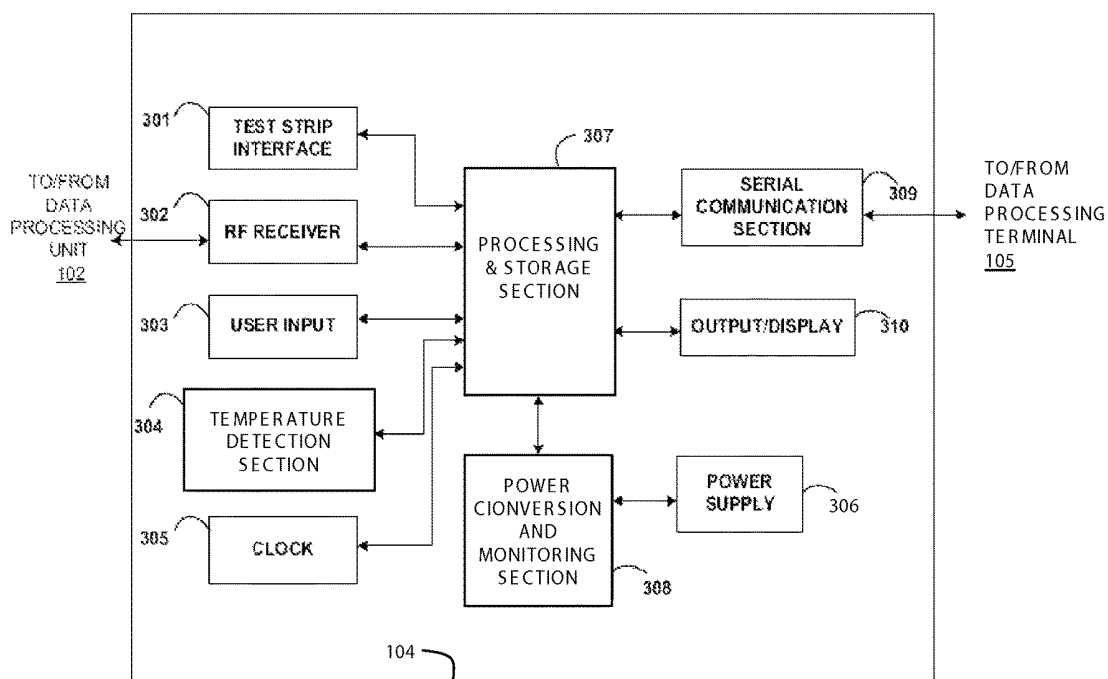 301
TEST STRIP
INTERFACE
TO/FROM
DATA
PROCESSING
UNIT
102
302
RF RECEIVER
303
USER INPUT
304
TEMPERATURE
DETECTION
SECTION
305
CLOCK
307
PROCESSING
& STORAGE
SECTION
SERIAL
COMMUNICATION
SECTION
309
TO/FROM
DATA
PROCESSING
TERMINAL
105
OUTPUT/DISPLAY
310
POWER
CIONVERSION
AND
MONITORING
SECTION
308
POWER
SUPPLY
306
104